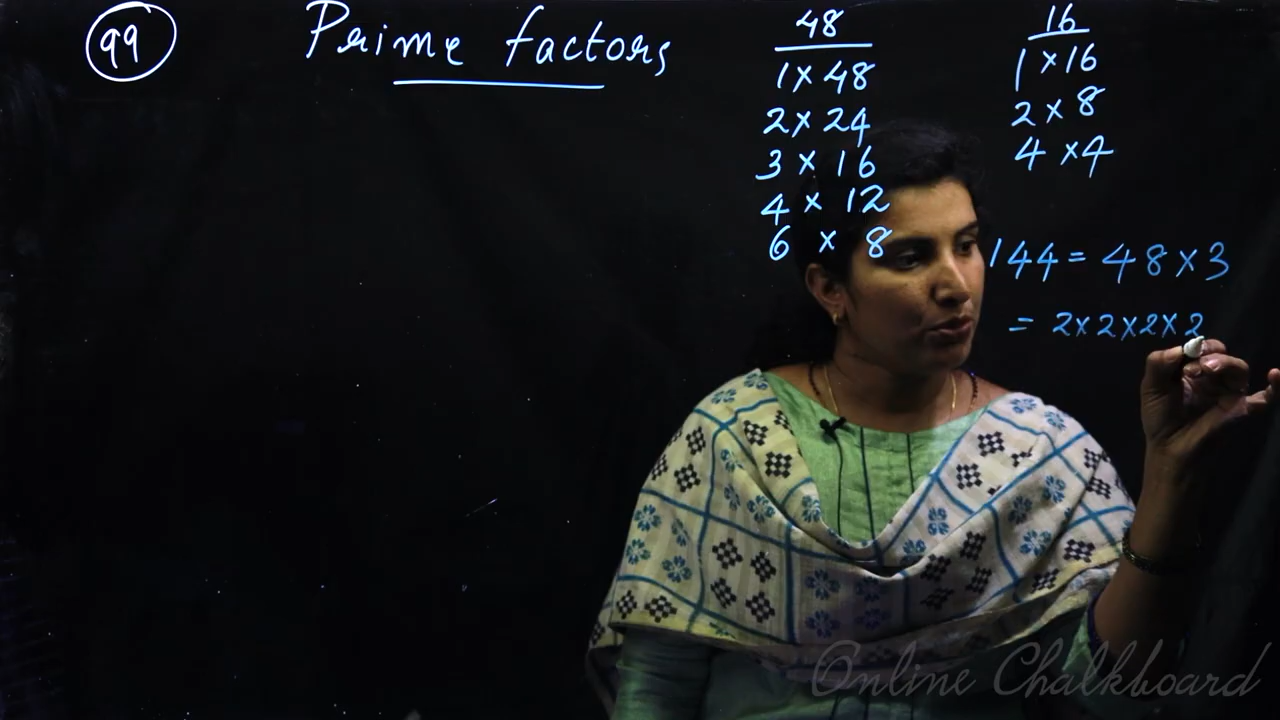 99
Prime factors
48
1 × 48
2 × 24
3 × 16
4 × 12
6 × 8
16
1 × 16
2 × 8
4 × 4
144 = 48 × 3
= 2 × 2 × 2 × 2
Online Chalkboard